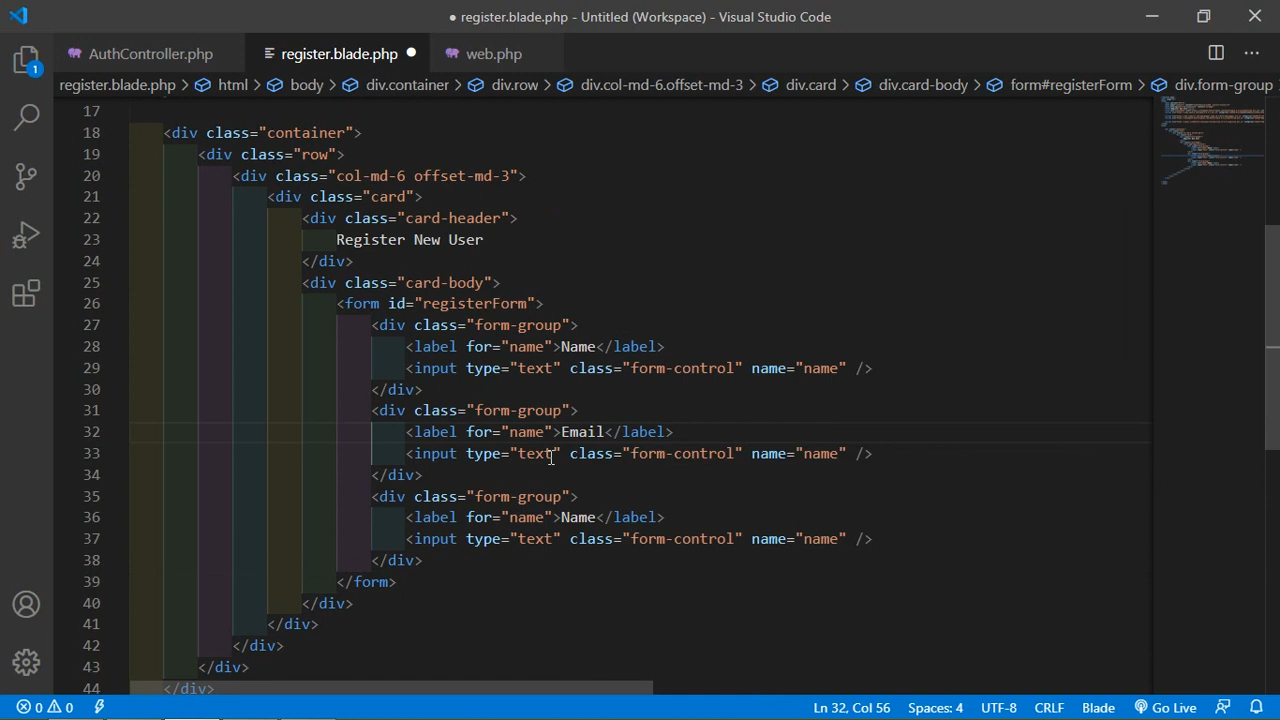 ● register.blade.php - Untitled (Workspace) - Visual Studio Code
AuthController.php register.blade.php web.php
register.blade.php > html > body > div.container > div.row > div.col-md-6.offset-md-3 > div.card > div.card-body > form#registerForm > div.form-group
1
17
18 <div class="container">
19 <div class="row">
20 <div class="col-md-6 offset-md-3">
21 <div class="card">
22 <div class="card-header">
23 Register New User
24 </div>
25 <div class="card-body">
26 <form id="registerForm">
27 <div class="form-group">
28 <label for="name">Name</label>
29 <input type="text" class="form-control" name="name" />
30 </div>
31 <div class="form-group">
32 <label for="name">Email</label>
33 <input type="text" class="form-control" name="name" />
34 </div>
35 <div class="form-group">
36 <label for="name">Name</label>
37 <input type="text" class="form-control" name="name" />
38 </div>
39 </form>
40 </div>
41 </div>
42 </div>
43 </div>
44 </div>
0 0 Ln 32, Col 56 Spaces: 4 UTF-8 CRLF Blade Go Live